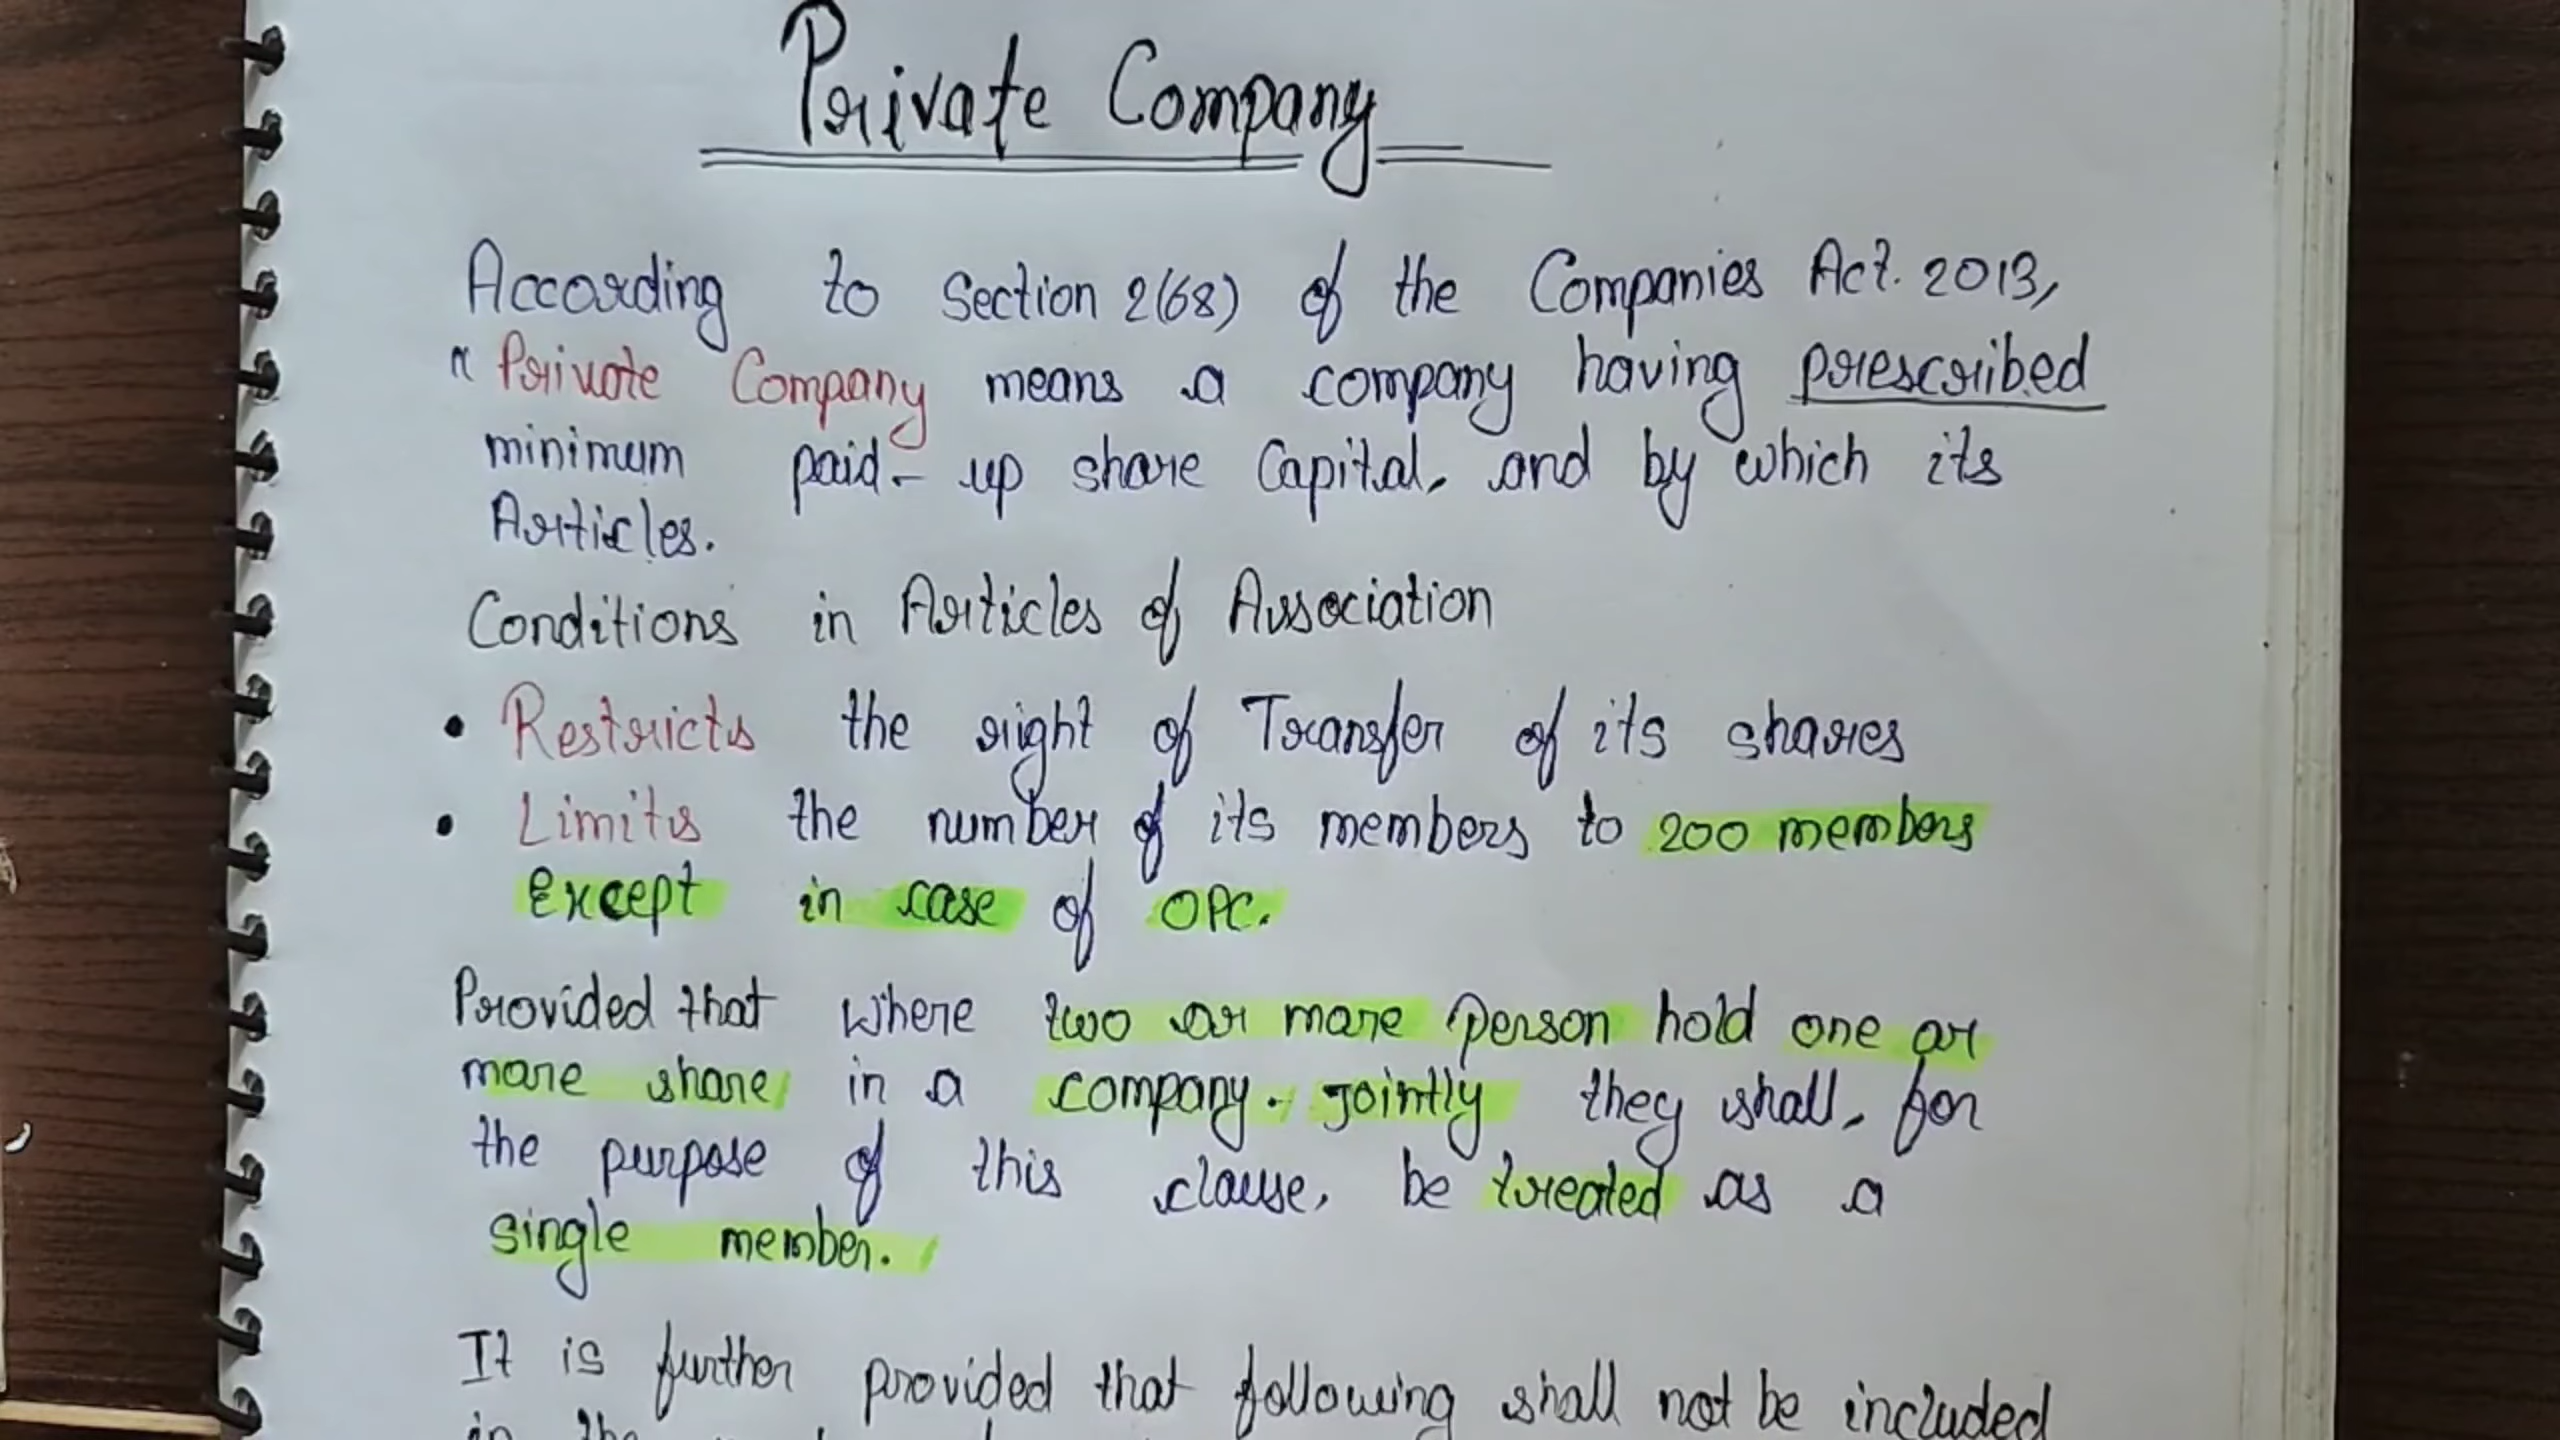 Private Company
According to Section 2(68) of the Companies Act. 2013,
" Private Company means a company having prescribed
minimum paid-up share Capital, and by which its
Articles.
Conditions in Articles of Association
• Restricts the right of Transfer of its shares
• Limits the number of its members to 200 members
Except in case of OPC.
Provided that where two or more person hold one or
more share in a company. Jointly they shall, for
the purpose of this clause, be treated as a
single member.
It is further provided that following shall not be included
in the